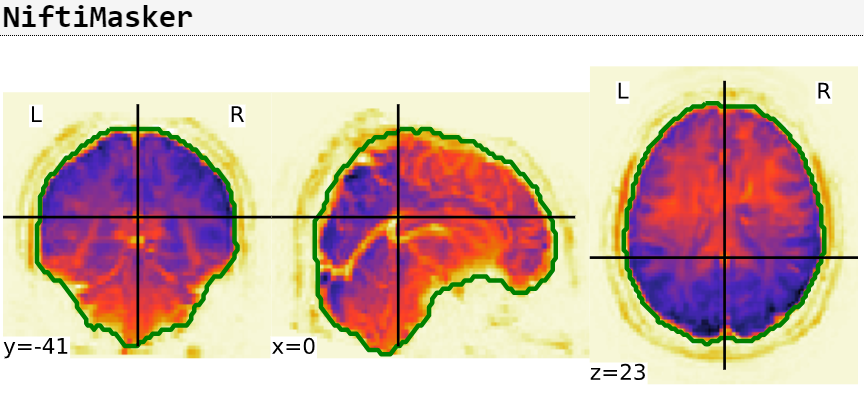 NiftiMasker
L R
L R
y=-41
x=0
z=23